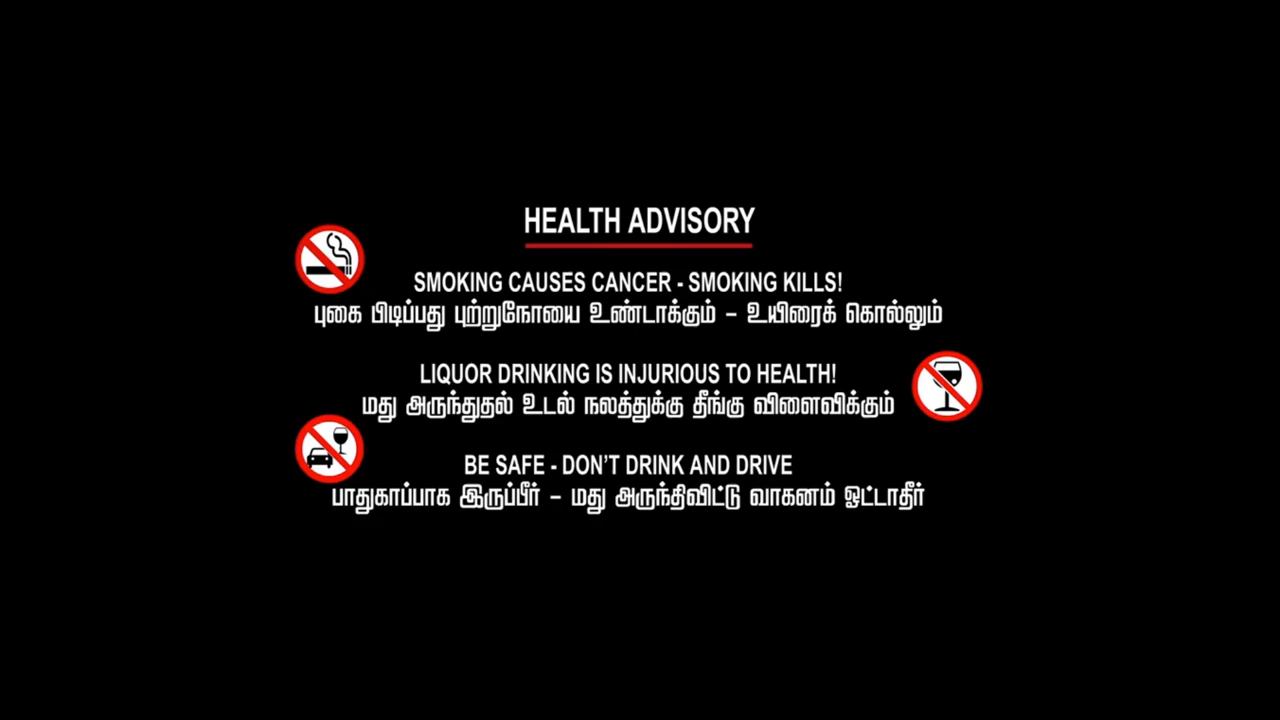 HEALTH ADVISORY
SMOKING CAUSES CANCER - SMOKING KILLS!
புகை பிடிப்பது புற்றுநோயை உண்டாக்கும் – உயிரைக் கொல்லும்
LIQUOR DRINKING IS INJURIOUS TO HEALTH!
மது அருந்துதல் உடல் நலத்துக்கு தீங்கு விளைவிக்கும்
BE SAFE - DON'T DRINK AND DRIVE
பாதுகாப்பாக இருப்பீர் – மது அருந்திவிட்டு வாகனம் ஓட்டாதீர்